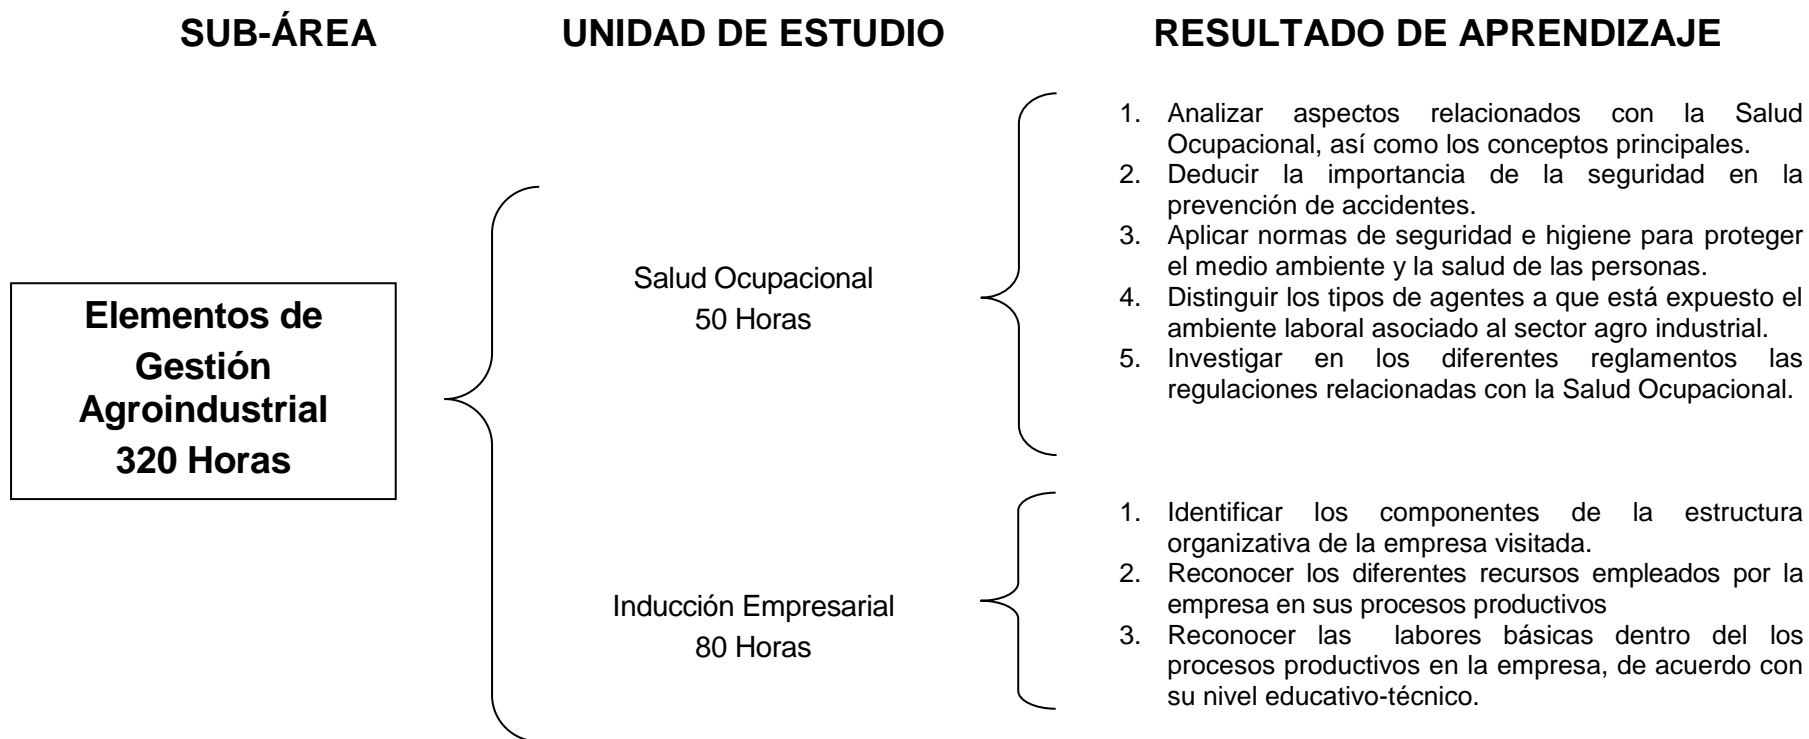 SUB-ÁREA UNIDAD DE ESTUDIO RESULTADO DE APRENDIZAJE
Elementos de
Gestión
Agroindustrial
320 Horas
Salud Ocupacional
50 Horas
1. Analizar aspectos relacionados con la Salud
Ocupacional, así como los conceptos principales.
2. Deducir la importancia de la seguridad en la
prevención de accidentes.
3. Aplicar normas de seguridad e higiene para proteger
el medio ambiente y la salud de las personas.
4. Distinguir los tipos de agentes a que está expuesto el
ambiente laboral asociado al sector agro industrial.
5. Investigar en los diferentes reglamentos las
regulaciones relacionadas con la Salud Ocupacional.
Inducción Empresarial
80 Horas
1. Identificar los componentes de la estructura
organizativa de la empresa visitada.
2. Reconocer los diferentes recursos empleados por la
empresa en sus procesos productivos
3. Reconocer las labores básicas dentro del los
procesos productivos en la empresa, de acuerdo con
su nivel educativo-técnico.